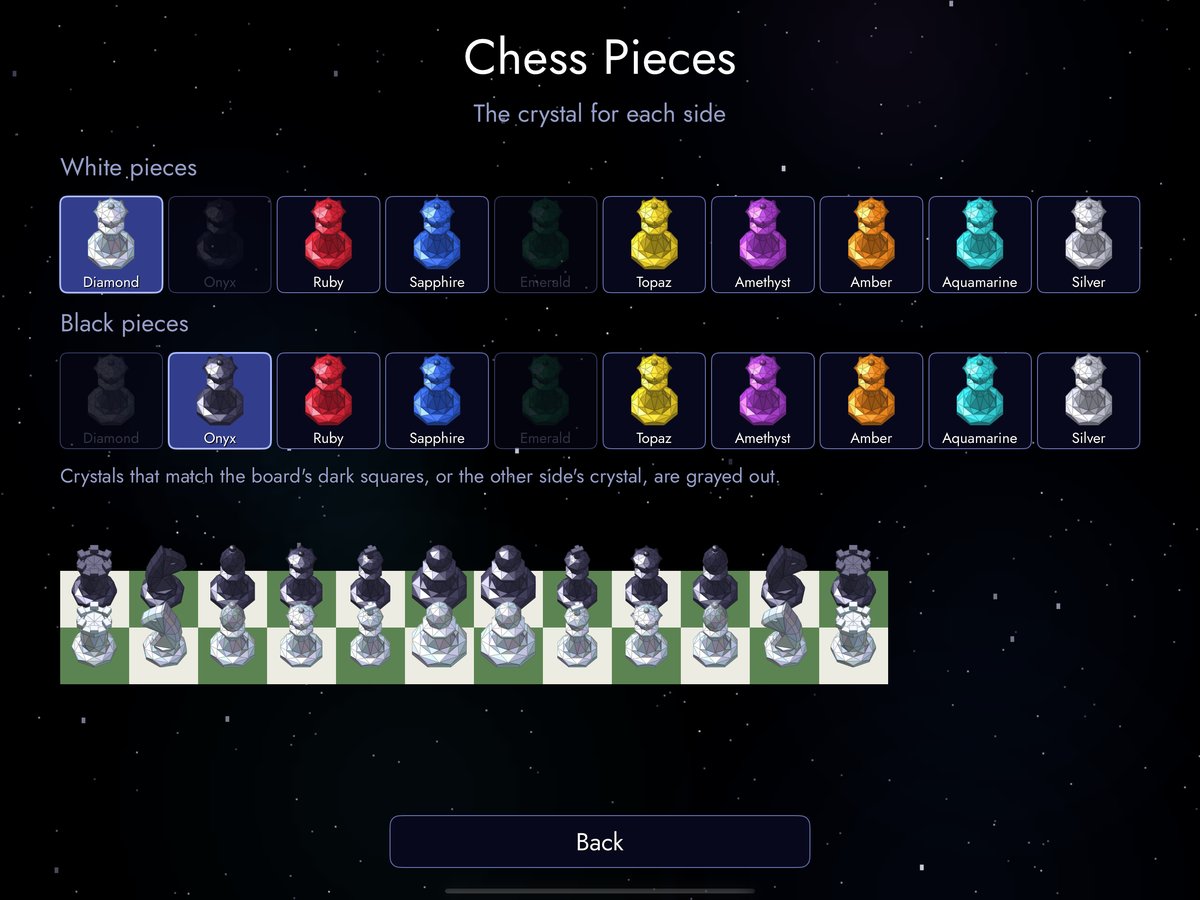 Chess Pieces
The crystal for each side
White pieces
Diamond Onyx Ruby Sapphire Emerald Topaz Amethyst Amber Aquamarine Silver
Black pieces
Diamond Onyx Ruby Sapphire Emerald Topaz Amethyst Amber Aquamarine Silver
Crystals that match the board's dark squares, or the other side's crystal, are grayed out.
Back